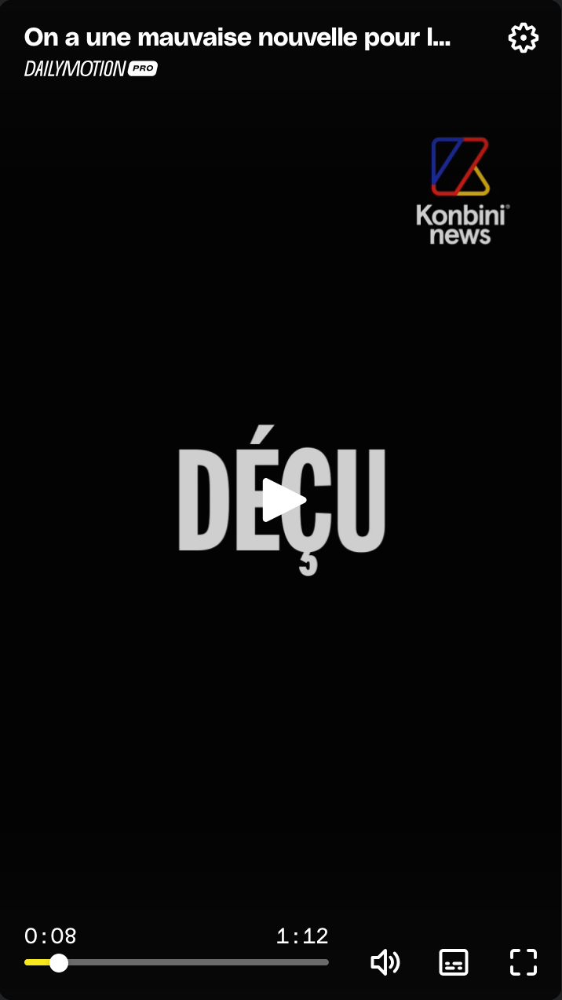 On a une mauvaise nouvelle pour l...
DAILYMOTION PRO
Konbini
news
DÉÇU
0:08
1:12